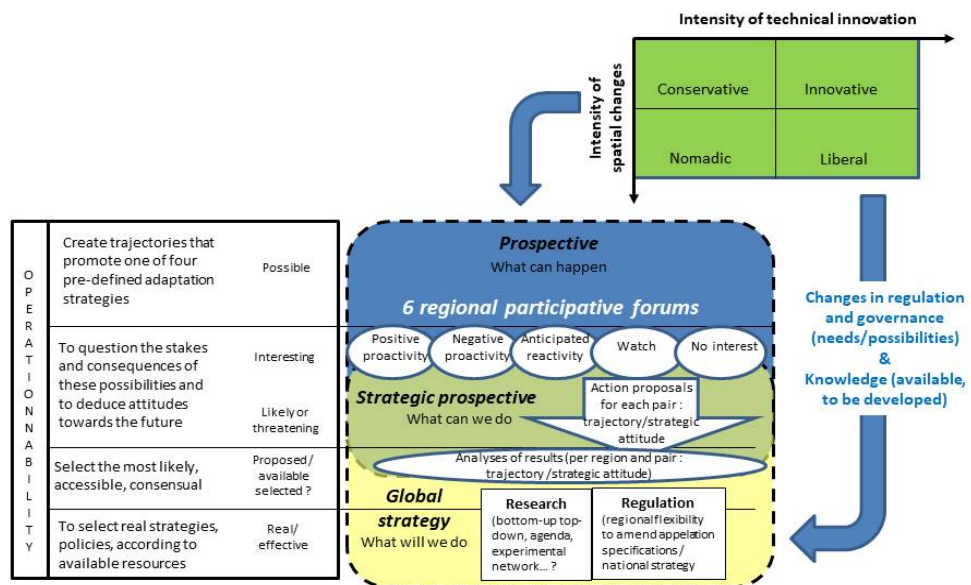 Intensity of technical innovation
Intensity of
spatial changes
Conservative
Innovative
Nomadic
Liberal
OPERATIONNABILITY
Create trajectories that
promote one of four
pre-defined adaptation
strategies
Possible
To question the stakes
and consequences of
these possibilities and
to deduce attitudes
towards the future
Interesting
Likely or
threatening
Select the most likely,
accessible, consensual
Proposed/
available
selected ?
To select real strategies,
policies, according to
available resources
Real/
effective
Prospective
What can happen
6 regional participative forums
Positive
proactivity
Negative
proactivity
Anticipated
reactivity
Watch
No interest
Strategic prospective
What can we do
Action proposals
for each pair :
trajectory/strategic
attitude
Analyses of results (per region and pair :
trajectory /strategic attitude)
Global
strategy
What will we do
Research
(bottom-up top-
down, agenda,
experimental
network... ?
Regulation
(regional flexibility
to amend appelation
specifications /
national strategy
Changes in regulation
and governance
(needs/possibilities)
&
Knowledge (available,
to be developed)